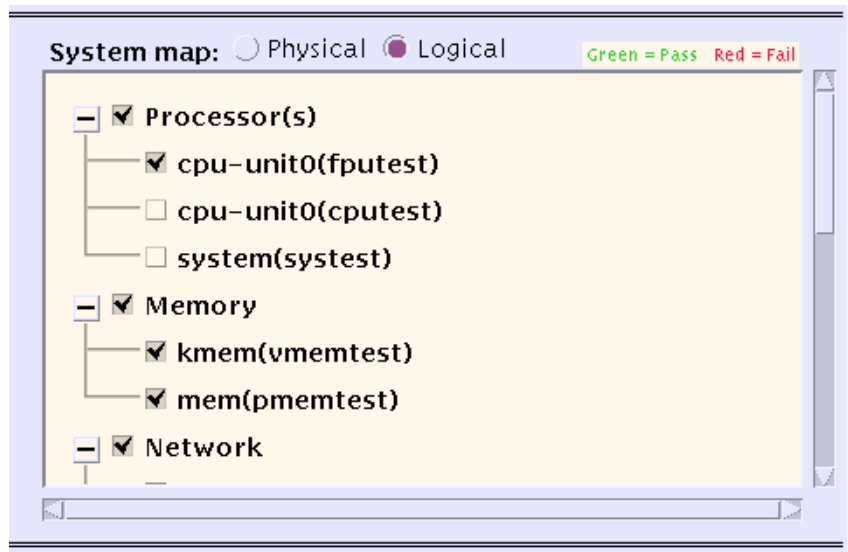 System map: Physical Logical Green = Pass Red = Fail
Processor(s)
cpu-unit0(fputest)
cpu-unit0(cputest)
system(systest)
Memory
kmem(vmemtest)
mem(pmemtest)
Network